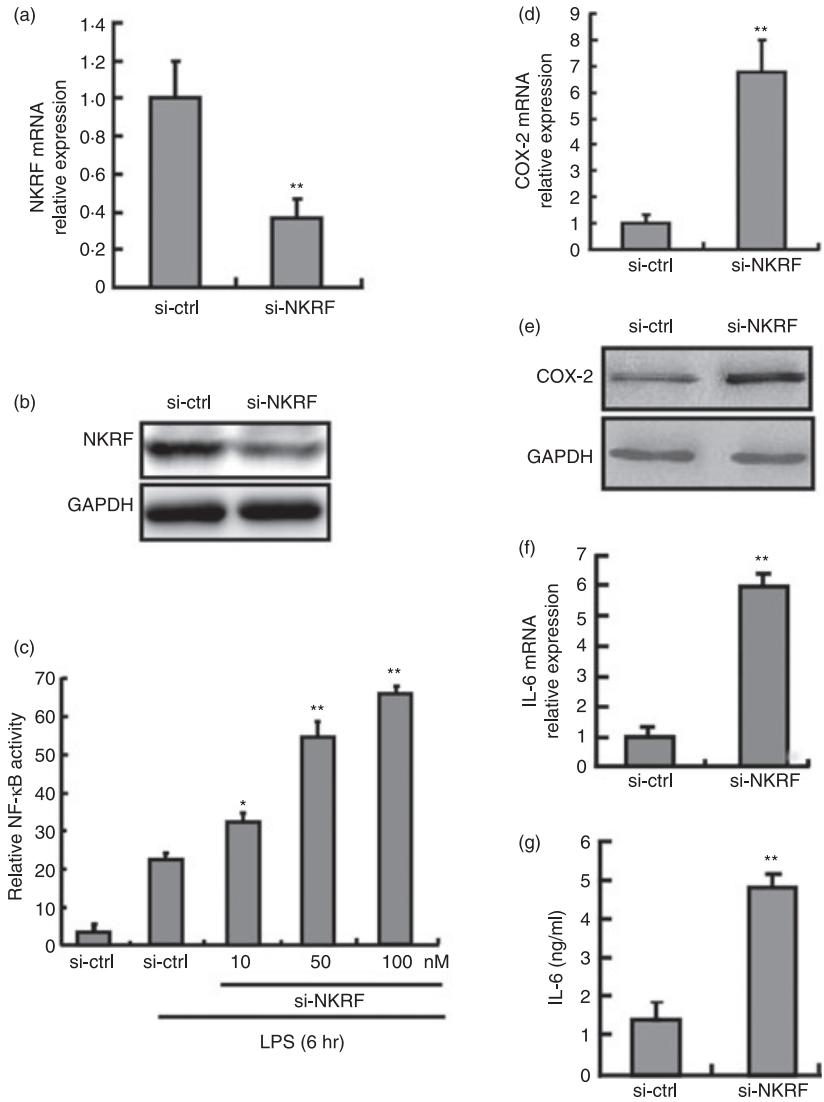 (a)
NKRF mRNA
relative expression
1·4
1·2
1·0
0·8
0·6
0·4
0·2
0
**
si-ctrl si-NKRF
(b)
si-ctrl si-NKRF
NKRF
GAPDH
(c)
Relative NF-κB activity
70
60
50
40
30
20
10
0
*
**
**
si-ctrl si-ctrl 10 50 100 nM
si-NKRF
LPS (6 hr)
(d)
COX-2 mRNA
relative expression
9
8
7
6
5
4
3
2
1
0
**
si-ctrl si-NKRF
(e)
si-ctrl si-NKRF
COX-2
GAPDH
(f)
IL-6 mRNA
relative expression
7
6
5
4
3
2
1
0
**
si-ctrl si-NKRF
(g)
IL-6 (ng/ml)
6
5
4
3
2
1
0
**
si-ctrl si-NKRF